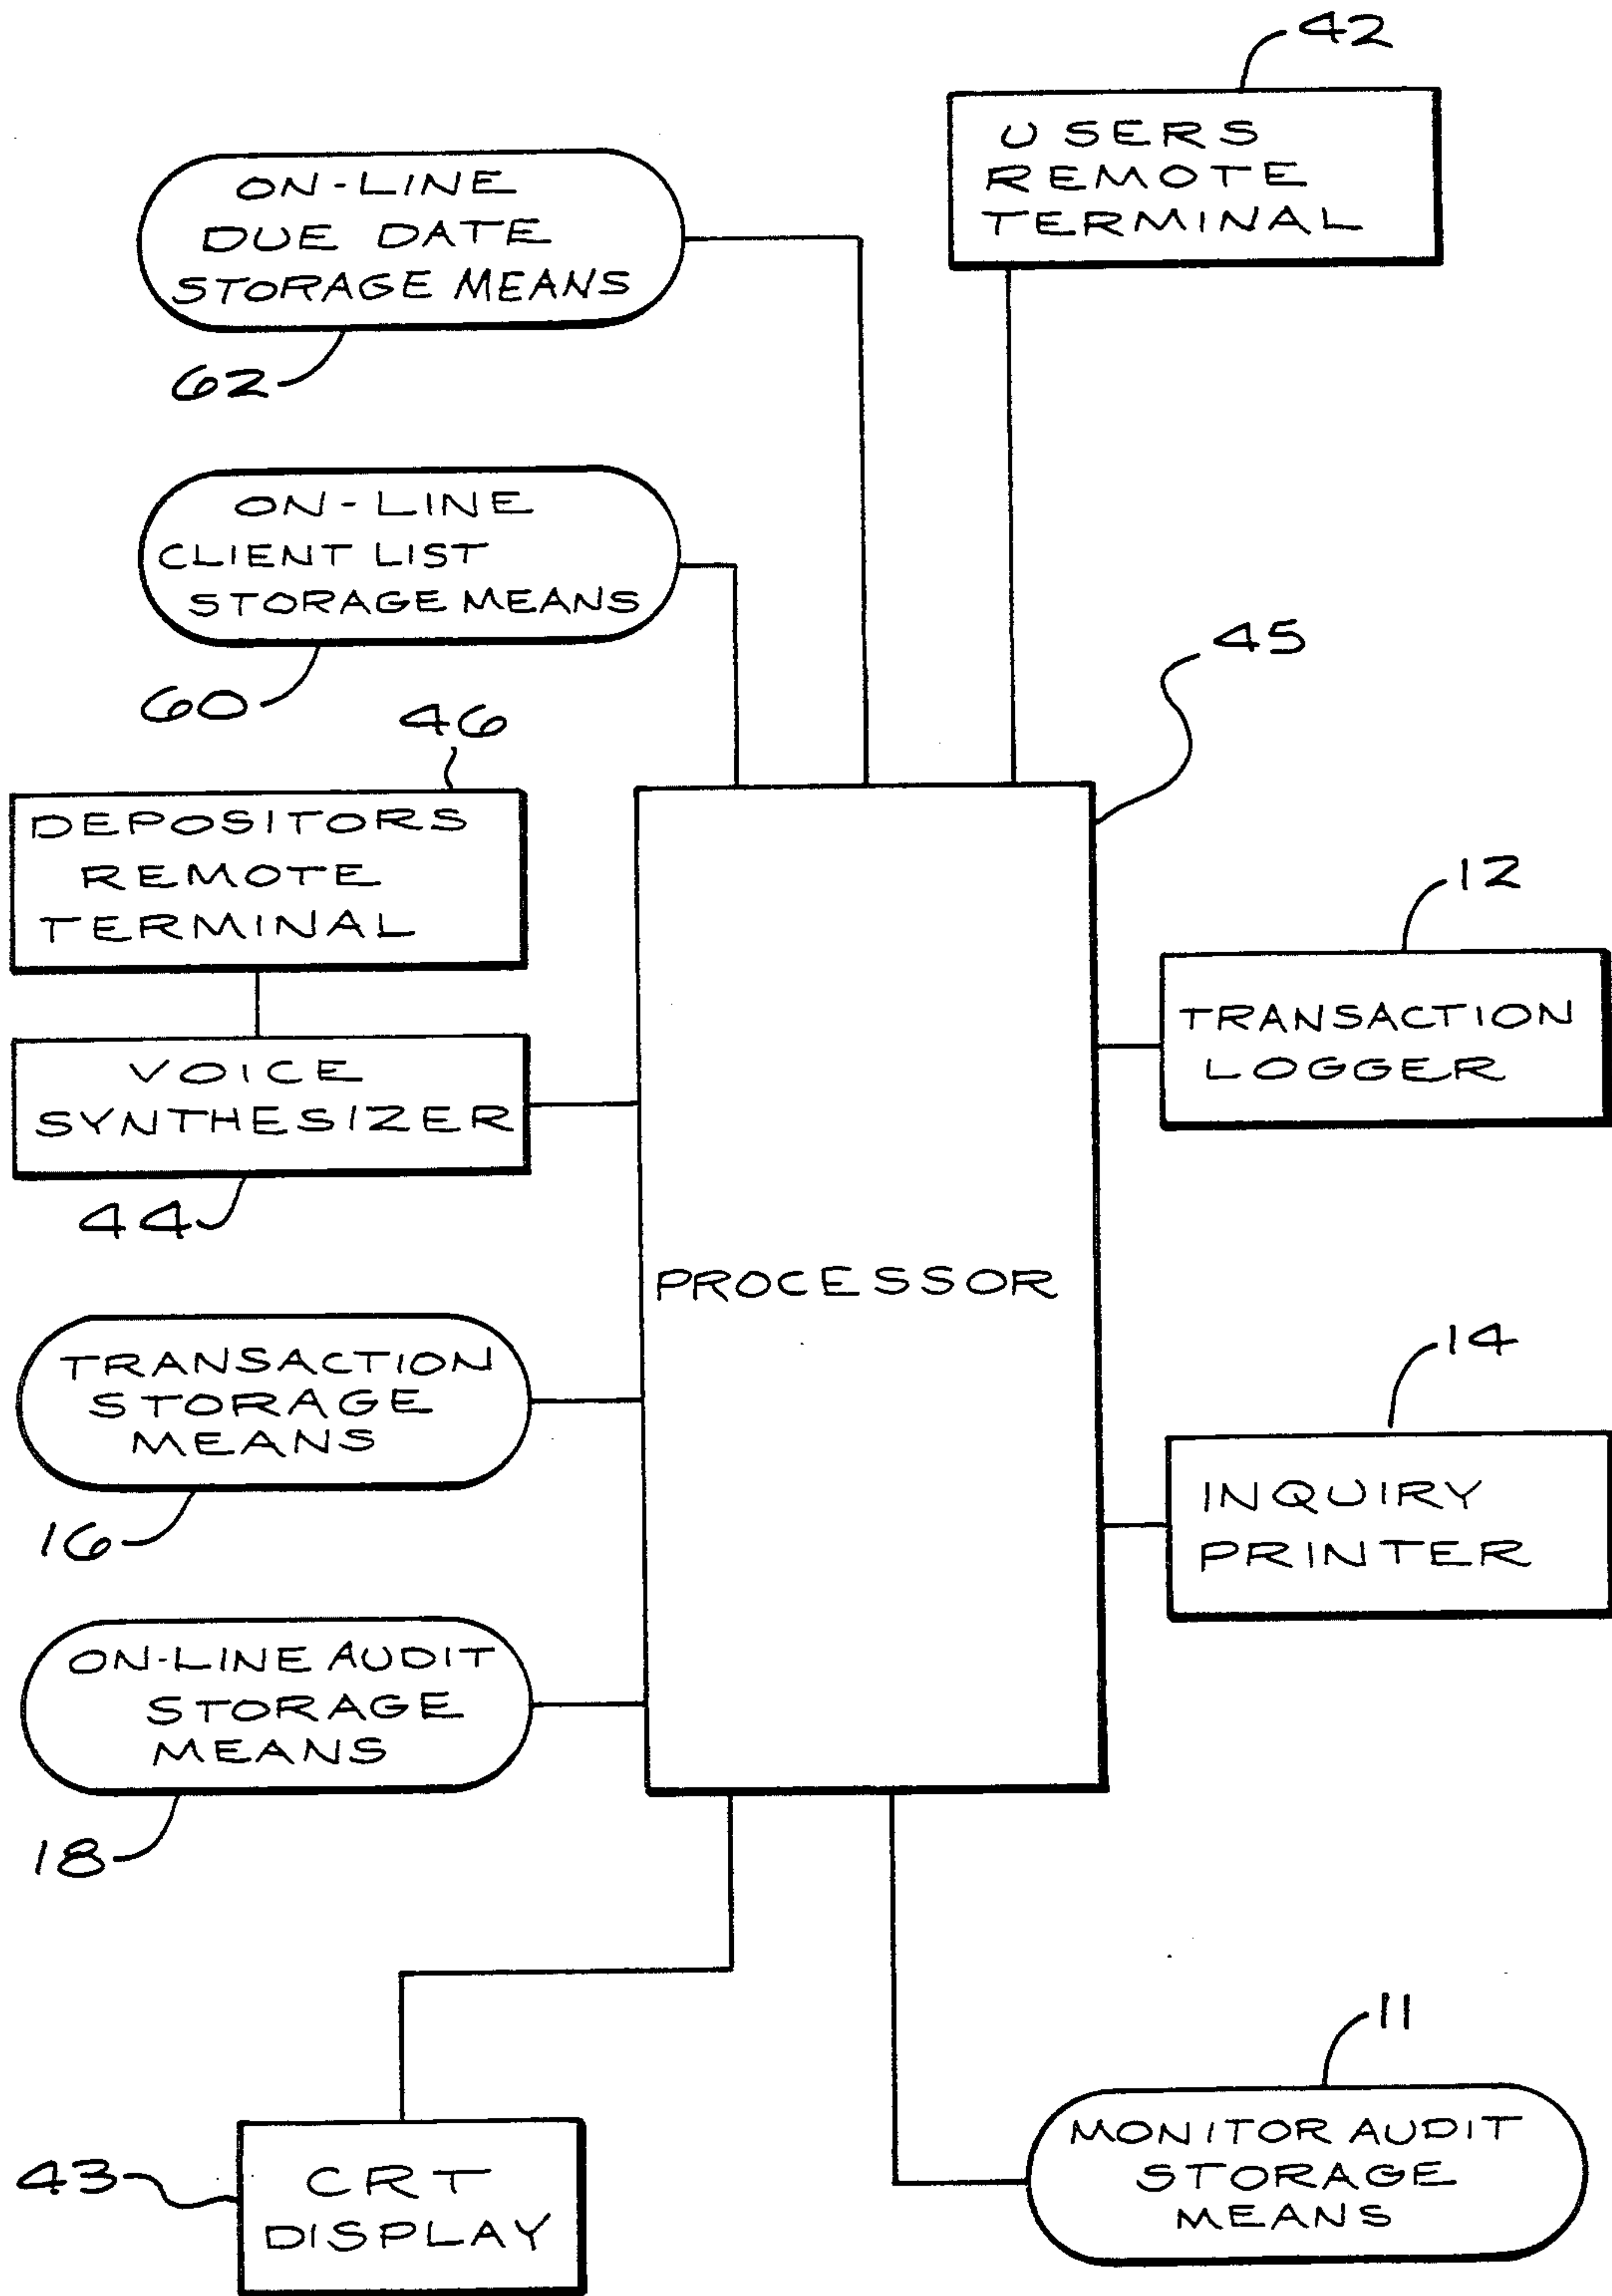 42
USERS
REMOTE
TERMINAL
ON-LINE
DUE DATE
STORAGE MEANS
62
ON-LINE
CLIENT LIST
STORAGE MEANS
60
45
46
DEPOSITORS
REMOTE
TERMINAL
12
TRANSACTION
LOGGER
VOICE
SYNTHESIZER
44
PROCESSOR
TRANSACTION
STORAGE
MEANS
16
14
INQUIRY
PRINTER
ON-LINE AUDIT
STORAGE
MEANS
18
11
MONITOR AUDIT
STORAGE
MEANS
43
CRT
DISPLAY